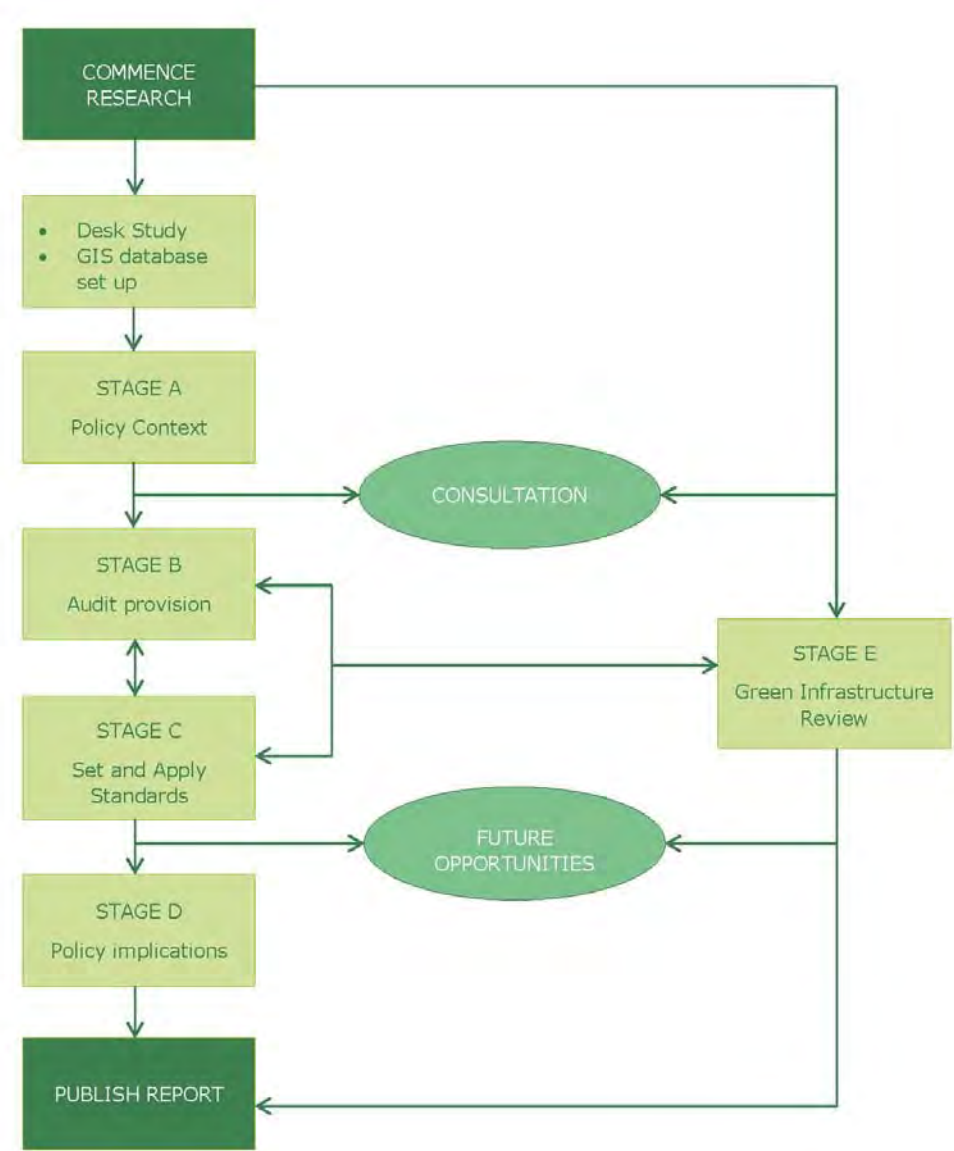 COMMENCE
RESEARCH
• Desk Study
• GIS database
set up
STAGE A
Policy Context
CONSULTATION
STAGE B
Audit provision
STAGE E
Green Infrastructure
Review
STAGE C
Set and Apply
Standards
FUTURE
OPPORTUNITIES
STAGE D
Policy implications
PUBLISH REPORT